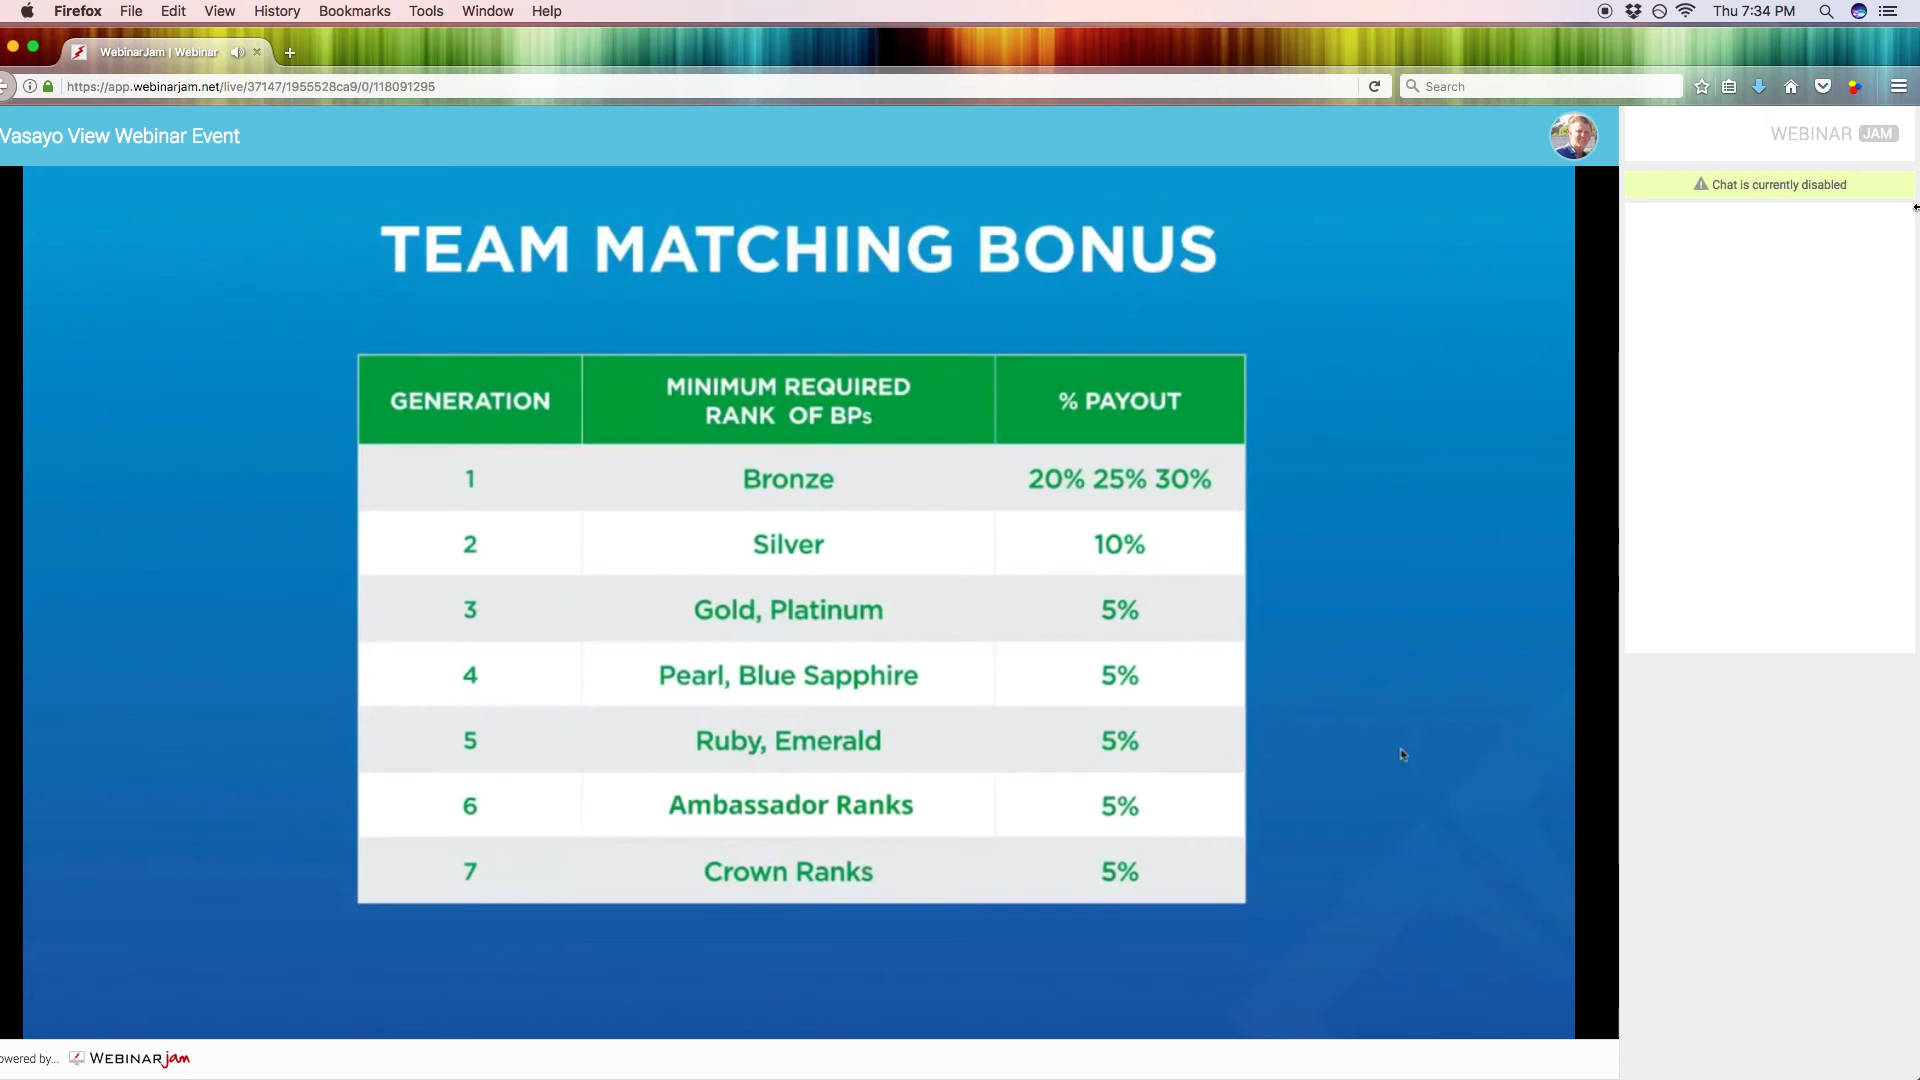 Firefox File Edit View History Bookmarks Tools Window Help Thu 7:34 PM
WebinarJam | Webinar
https://app.webinarjam.net/live/37147/1955528ca9/0/118091295 Search
Vasayo View Webinar Event
WEBINAR JAM
Chat is currently disabled
TEAM MATCHING BONUS
GENERATION MINIMUM REQUIRED RANK OF BPs % PAYOUT
1 Bronze 20% 25% 30%
2 Silver 10%
3 Gold, Platinum 5%
4 Pearl, Blue Sapphire 5%
5 Ruby, Emerald 5%
6 Ambassador Ranks 5%
7 Crown Ranks 5%
owered by... WEBINARjam